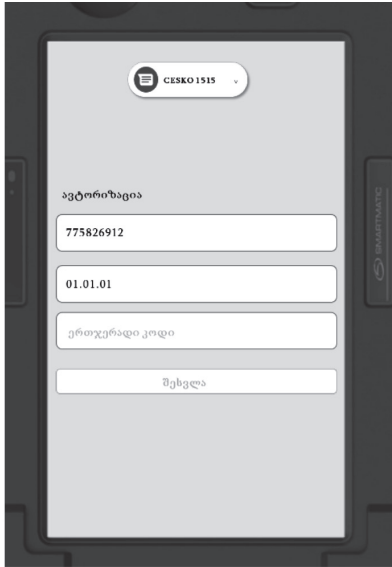 CESKO 1515
ავტორიზაცია
775826912
01.01.01
ერთჯერადი კოდი
შესვლა
SMARTMATIC